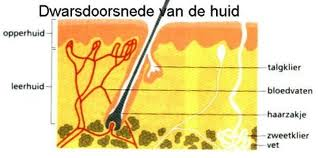 Dwarsdoorsnede van de huid
opperhuid
leerhuid
talgklier
bloedvaten
haarzakje
zweetklier
vet